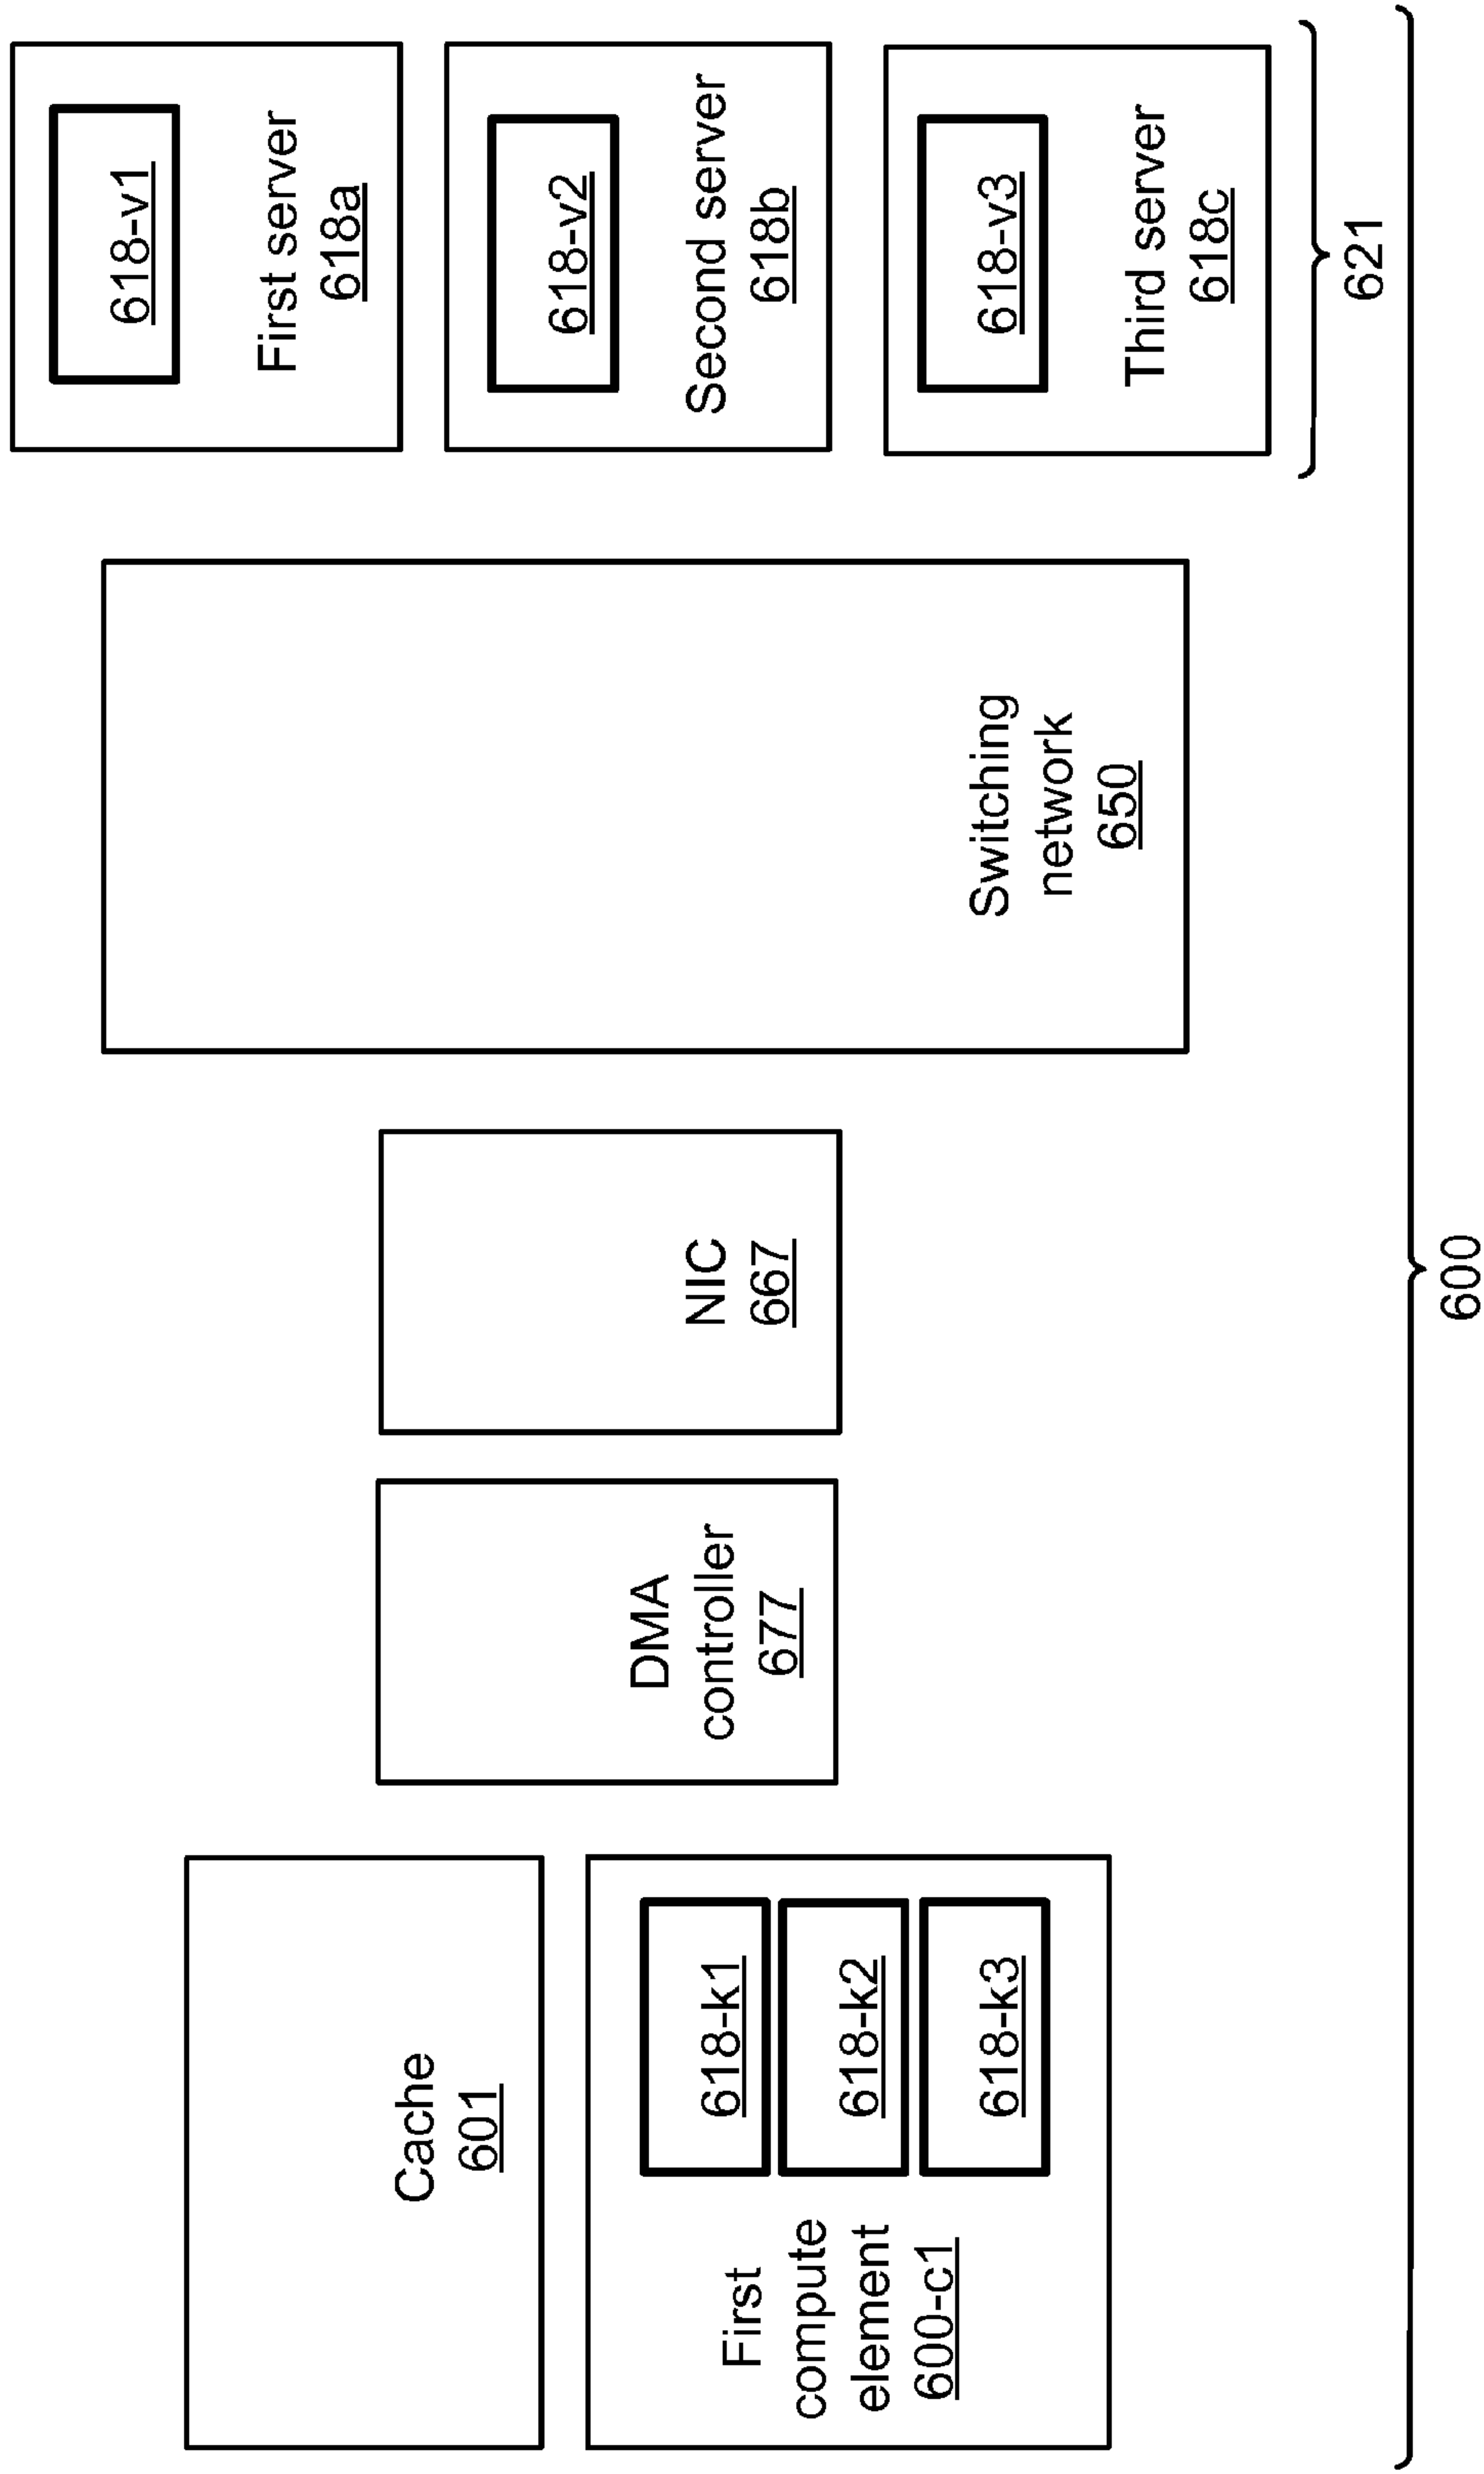 Cache
601
First
compute
element
600-c1
618-k1
618-k2
618-k3
DMA
controller
677
NIC
667
Switching
network
650
618-v1
First server
618a
618-v2
Second server
618b
618-v3
Third server
618c
621
600